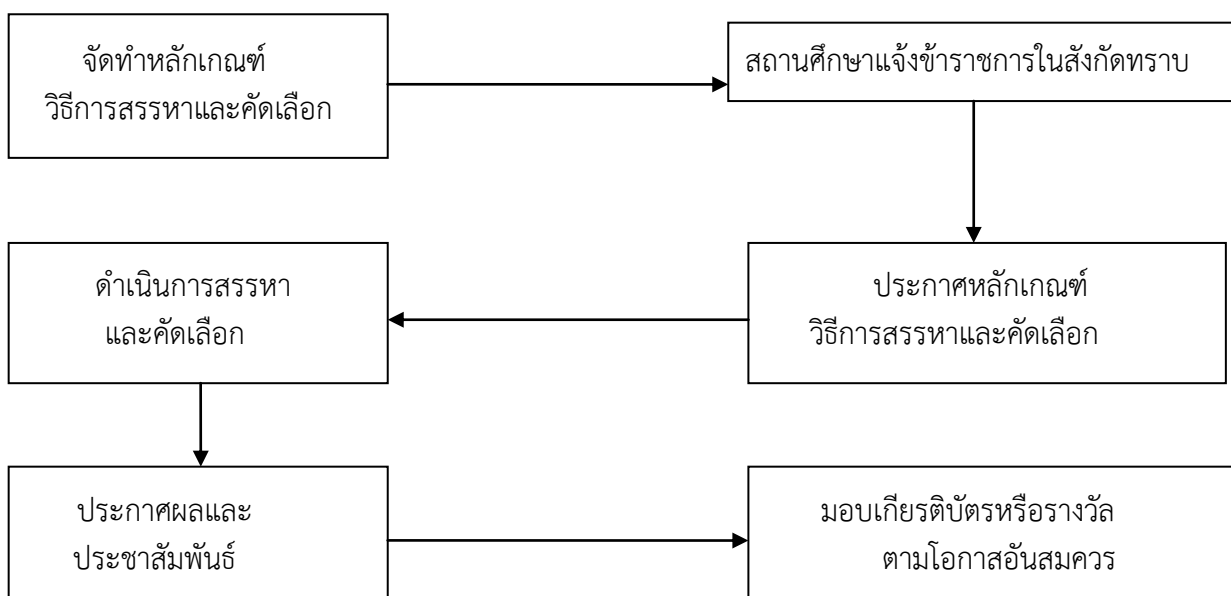 จัดทำหลักเกณฑ์
วิธีการสรรหาและคัดเลือก
สถานศึกษาแจ้งข้าราชการในสังกัดทราบ
ประกาศหลักเกณฑ์
วิธีการสรรหาและคัดเลือก
ดำเนินการสรรหา
และคัดเลือก
ประกาศผลและ
ประชาสัมพันธ์
มอบเกียรติบัตรหรือรางวัล
ตามโอกาสอันสมควร